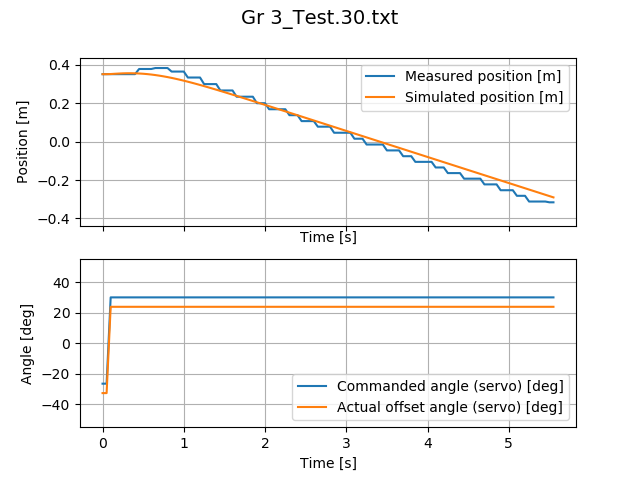 Gr 3_Test.30.txt
0.4
0.2
0.0
−0.2
−0.4
Position [m]
Measured position [m]
Simulated position [m]
Time [s]
40
20
0
−20
−40
Angle [deg]
Commanded angle (servo) [deg]
Actual offset angle (servo) [deg]
0 1 2 3 4 5
Time [s]